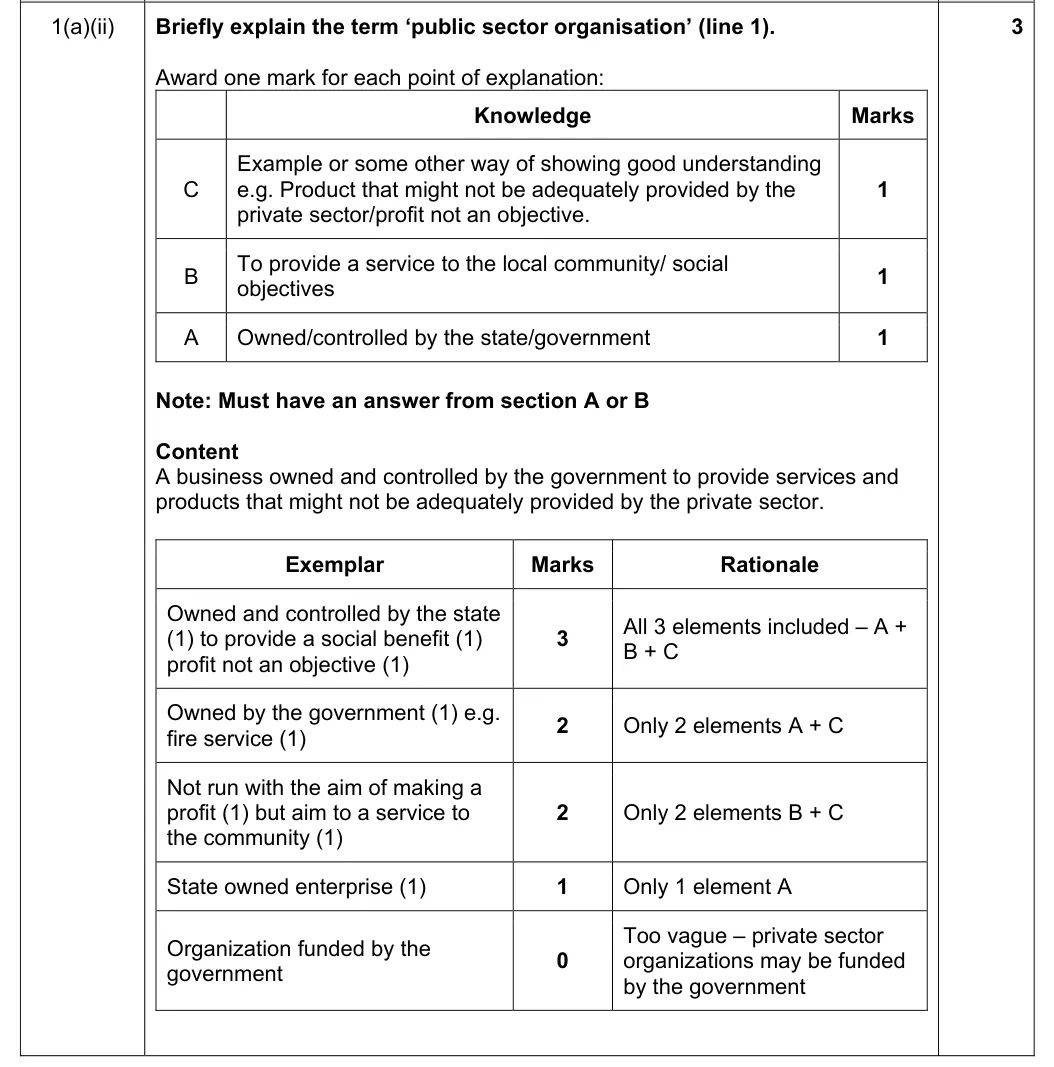 1(a)(ii) Briefly explain the term ‘public sector organisation’ (line 1). 3
Award one mark for each point of explanation:
Knowledge Marks
C Example or some other way of showing good understanding
e.g. Product that might not be adequately provided by the
private sector/profit not an objective. 1
B To provide a service to the local community/ social
objectives 1
A Owned/controlled by the state/government 1
Note: Must have an answer from section A or B
Content
A business owned and controlled by the government to provide services and
products that might not be adequately provided by the private sector.
Exemplar Marks Rationale
Owned and controlled by the state
(1) to provide a social benefit (1)
profit not an objective (1)
3
All 3 elements included – A +
B + C
Owned by the government (1) e.g.
fire service (1)
2
Only 2 elements A + C
Not run with the aim of making a
profit (1) but aim to a service to
the community (1)
2
Only 2 elements B + C
State owned enterprise (1) 1 Only 1 element A
Organization funded by the
government
0
Too vague – private sector
organizations may be funded
by the government